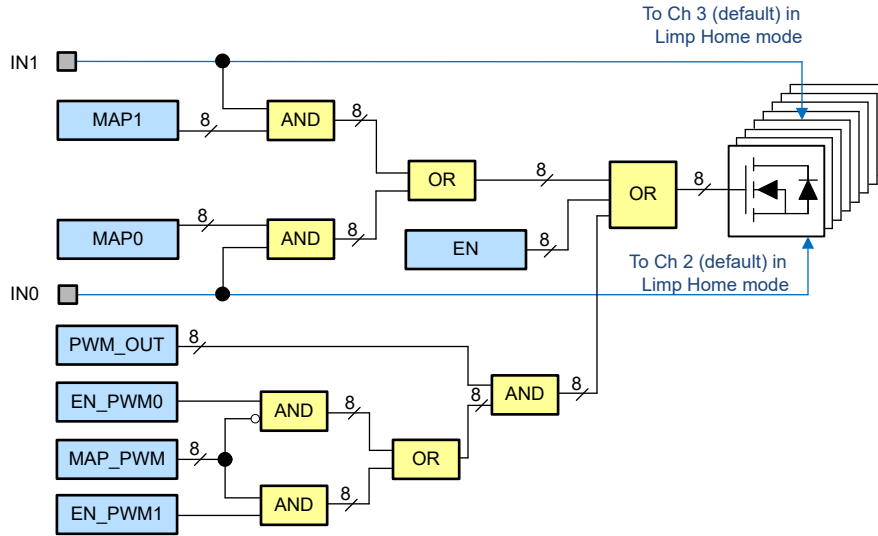 To Ch 3 (default) in
Limp Home mode
IN1
MAP1
8
AND
8
OR
8
OR
8
MAP0
8
AND
8
EN
8
To Ch 2 (default) in
Limp Home mode
IN0
PWM_OUT
8
EN_PWM0
AND
8
8
AND
8
MAP_PWM
8
OR
EN_PWM1
AND
8